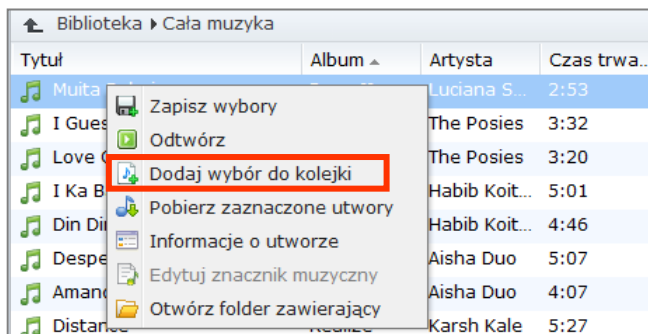 Biblioteka Cała muzyka
Tytuł Album Artysta Czas trwa..
Muita Luciana S... 2:53
Zapisz wybory
I Gues The Posies 3:32
Odtwórz
Love The Posies 3:20
Dodaj wybór do kolejki
I Ka B Habib Koit... 5:01
Pobierz zaznaczone utwory
Din Di Habib Koit... 4:46
Informacje o utworze
Despe Aisha Duo 5:07
Edytuj znacznik muzyczny
Aman Aisha Duo 4:07
Otwórz folder zawierający
Distance Realize Karsh Kale 5:27